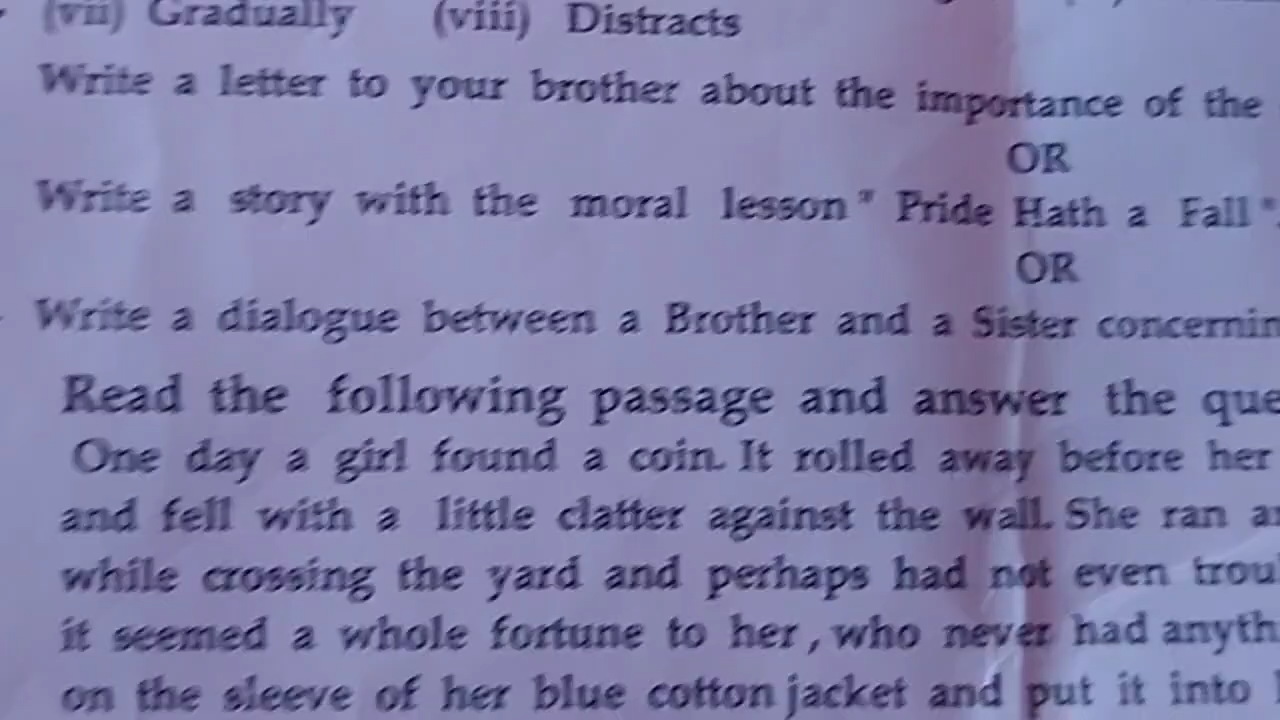 (vii) Gradually (viii) Distracts
Write a letter to your brother about the importance of the
OR
Write a story with the moral lesson " Pride Hath a Fall ".
OR
Write a dialogue between a Brother and a Sister
Read the following passage and answer the
One day a girl found a coin. It rolled away before her
and fell with a little clatter against the wall. She ran
while crossing the yard and perhaps had not even
it seemed a whole fortune to her, who never had
on the sleeve of her blue cotton jacket and put it into